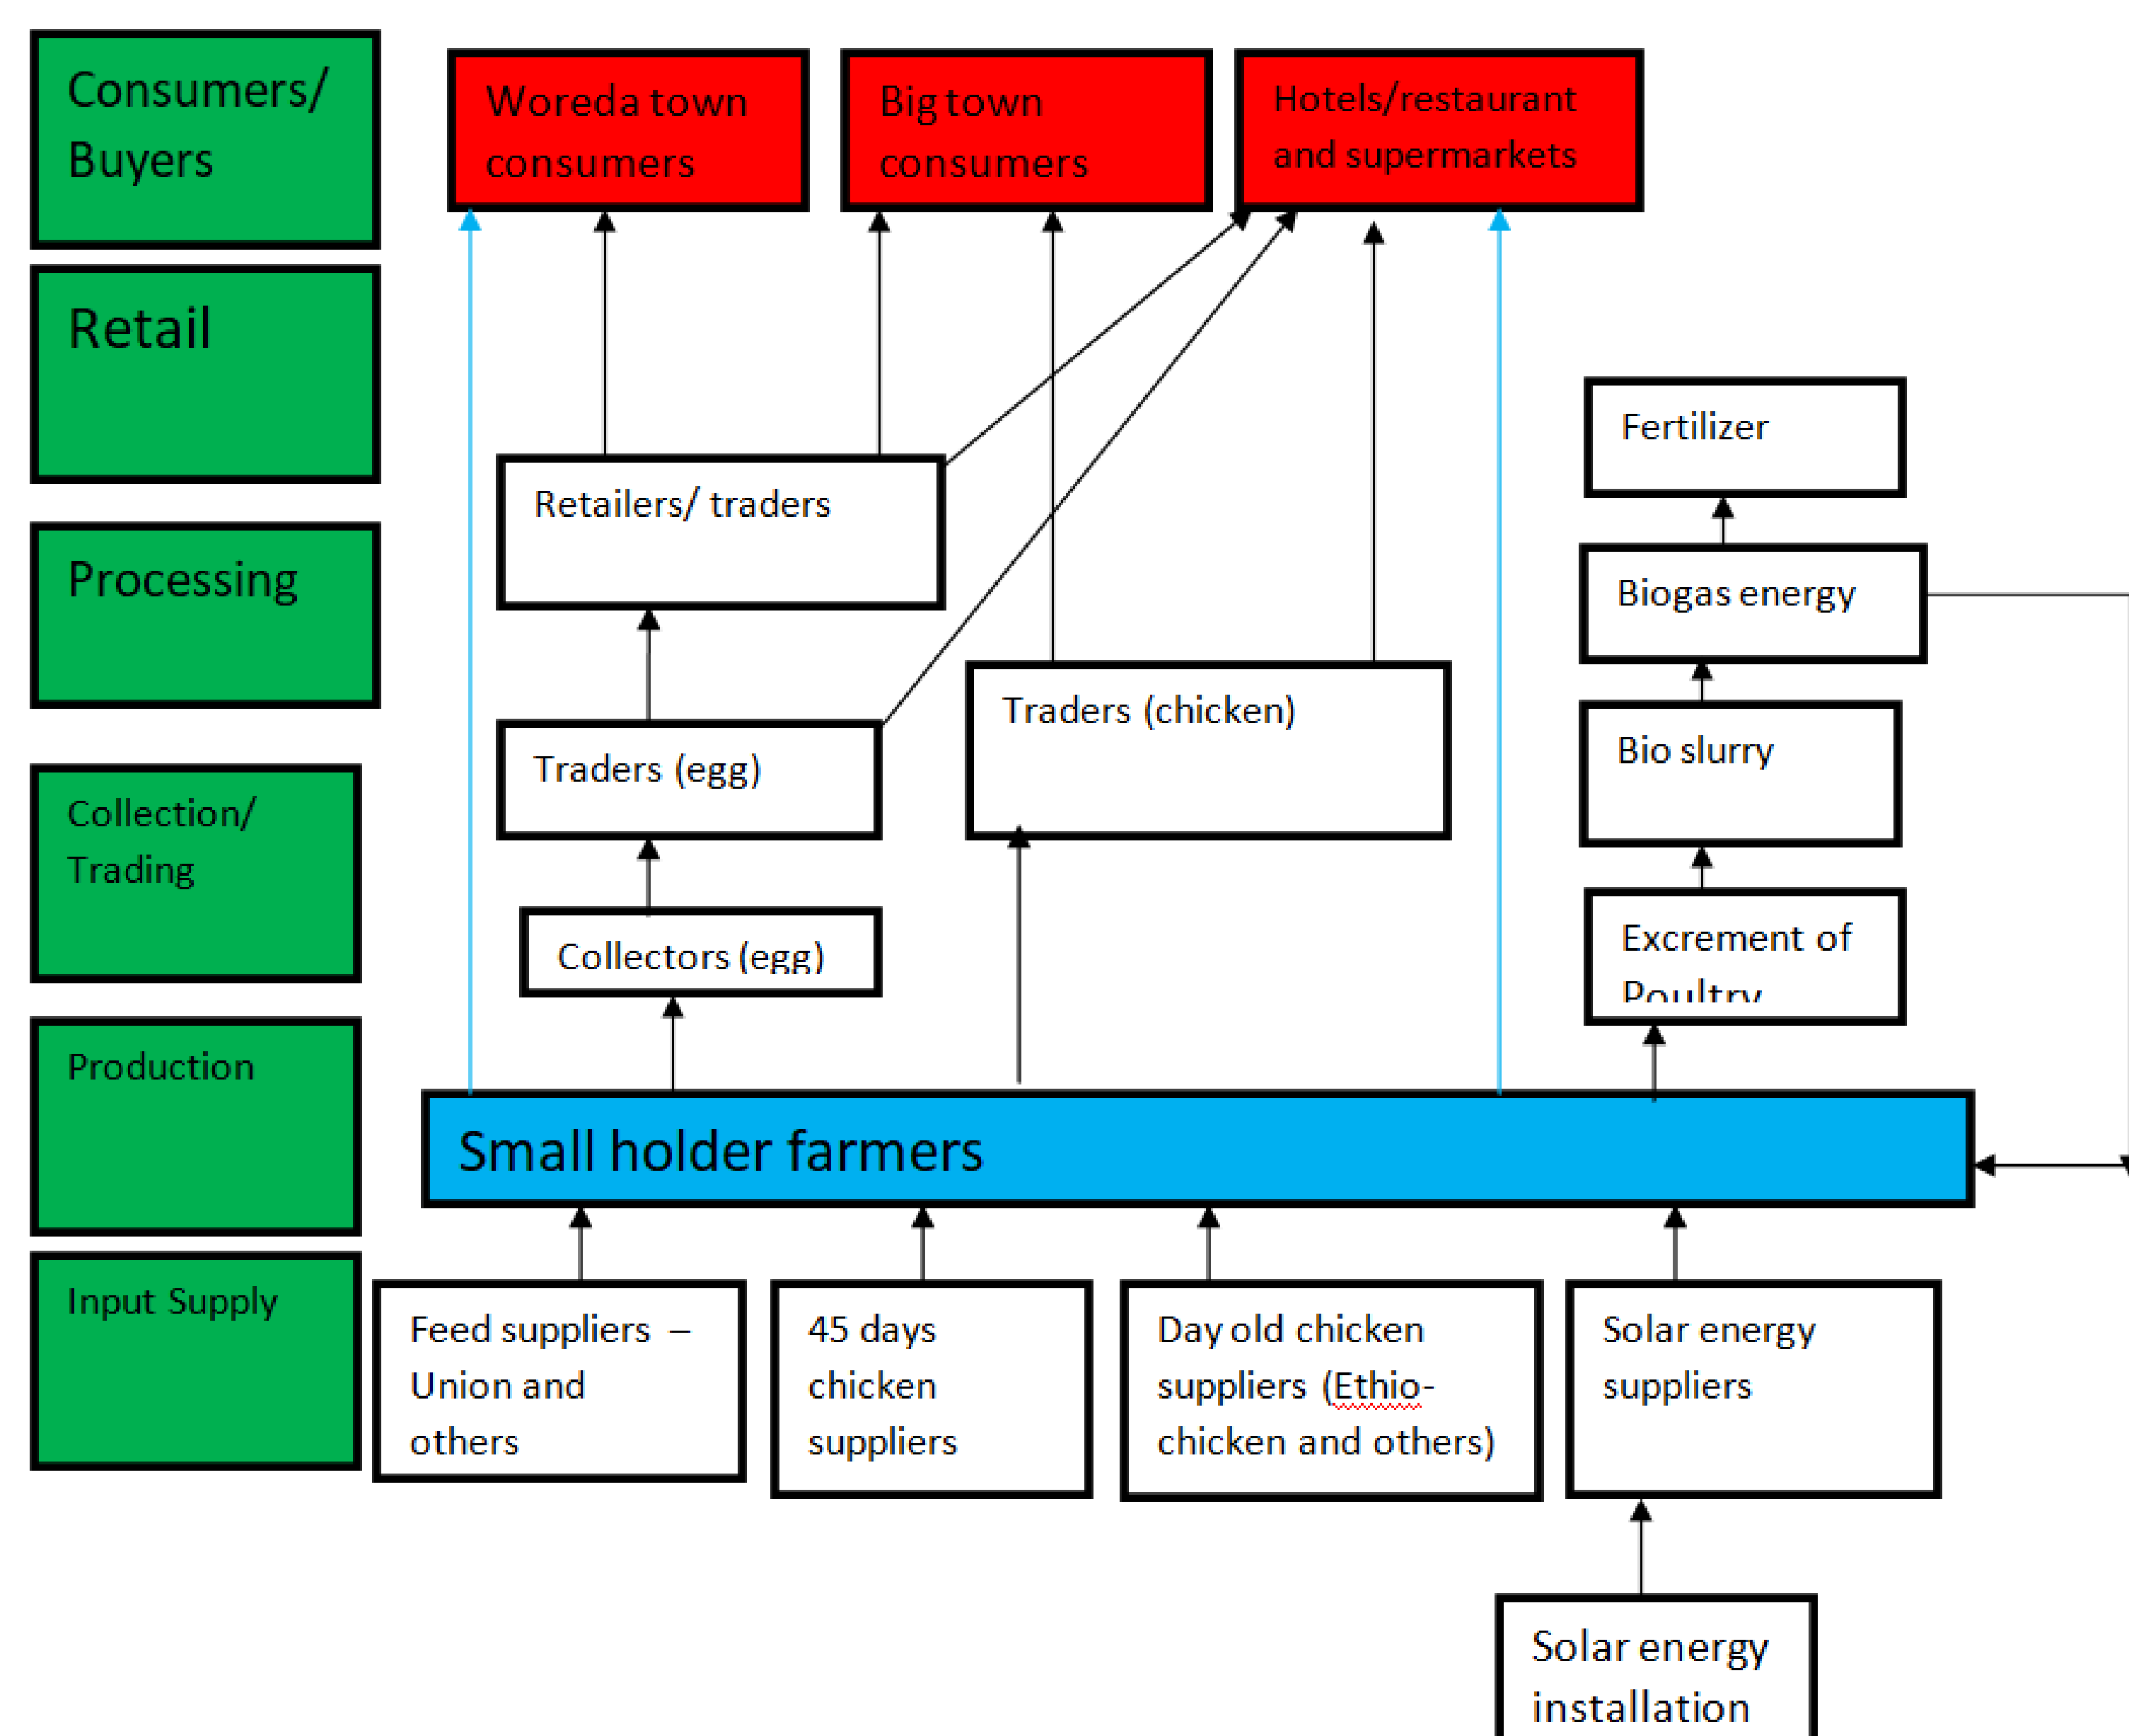 Consumers/
Buyers
Woreda town
consumers
Big town
consumers
Hotels/restaurant
and supermarkets
Retail
Fertilizer
Retailers/ traders
Processing
Biogas energy
Traders (chicken)
Bio slurry
Traders (egg)
Collection/
Trading
Collectors (egg)
Excrement of
Poultry
Production
Small holder farmers
Input Supply
Feed suppliers –
Union and
others
45 days
chicken
suppliers
Day old chicken
suppliers (Ethio-
chicken and others)
Solar energy
suppliers
Solar energy
installation